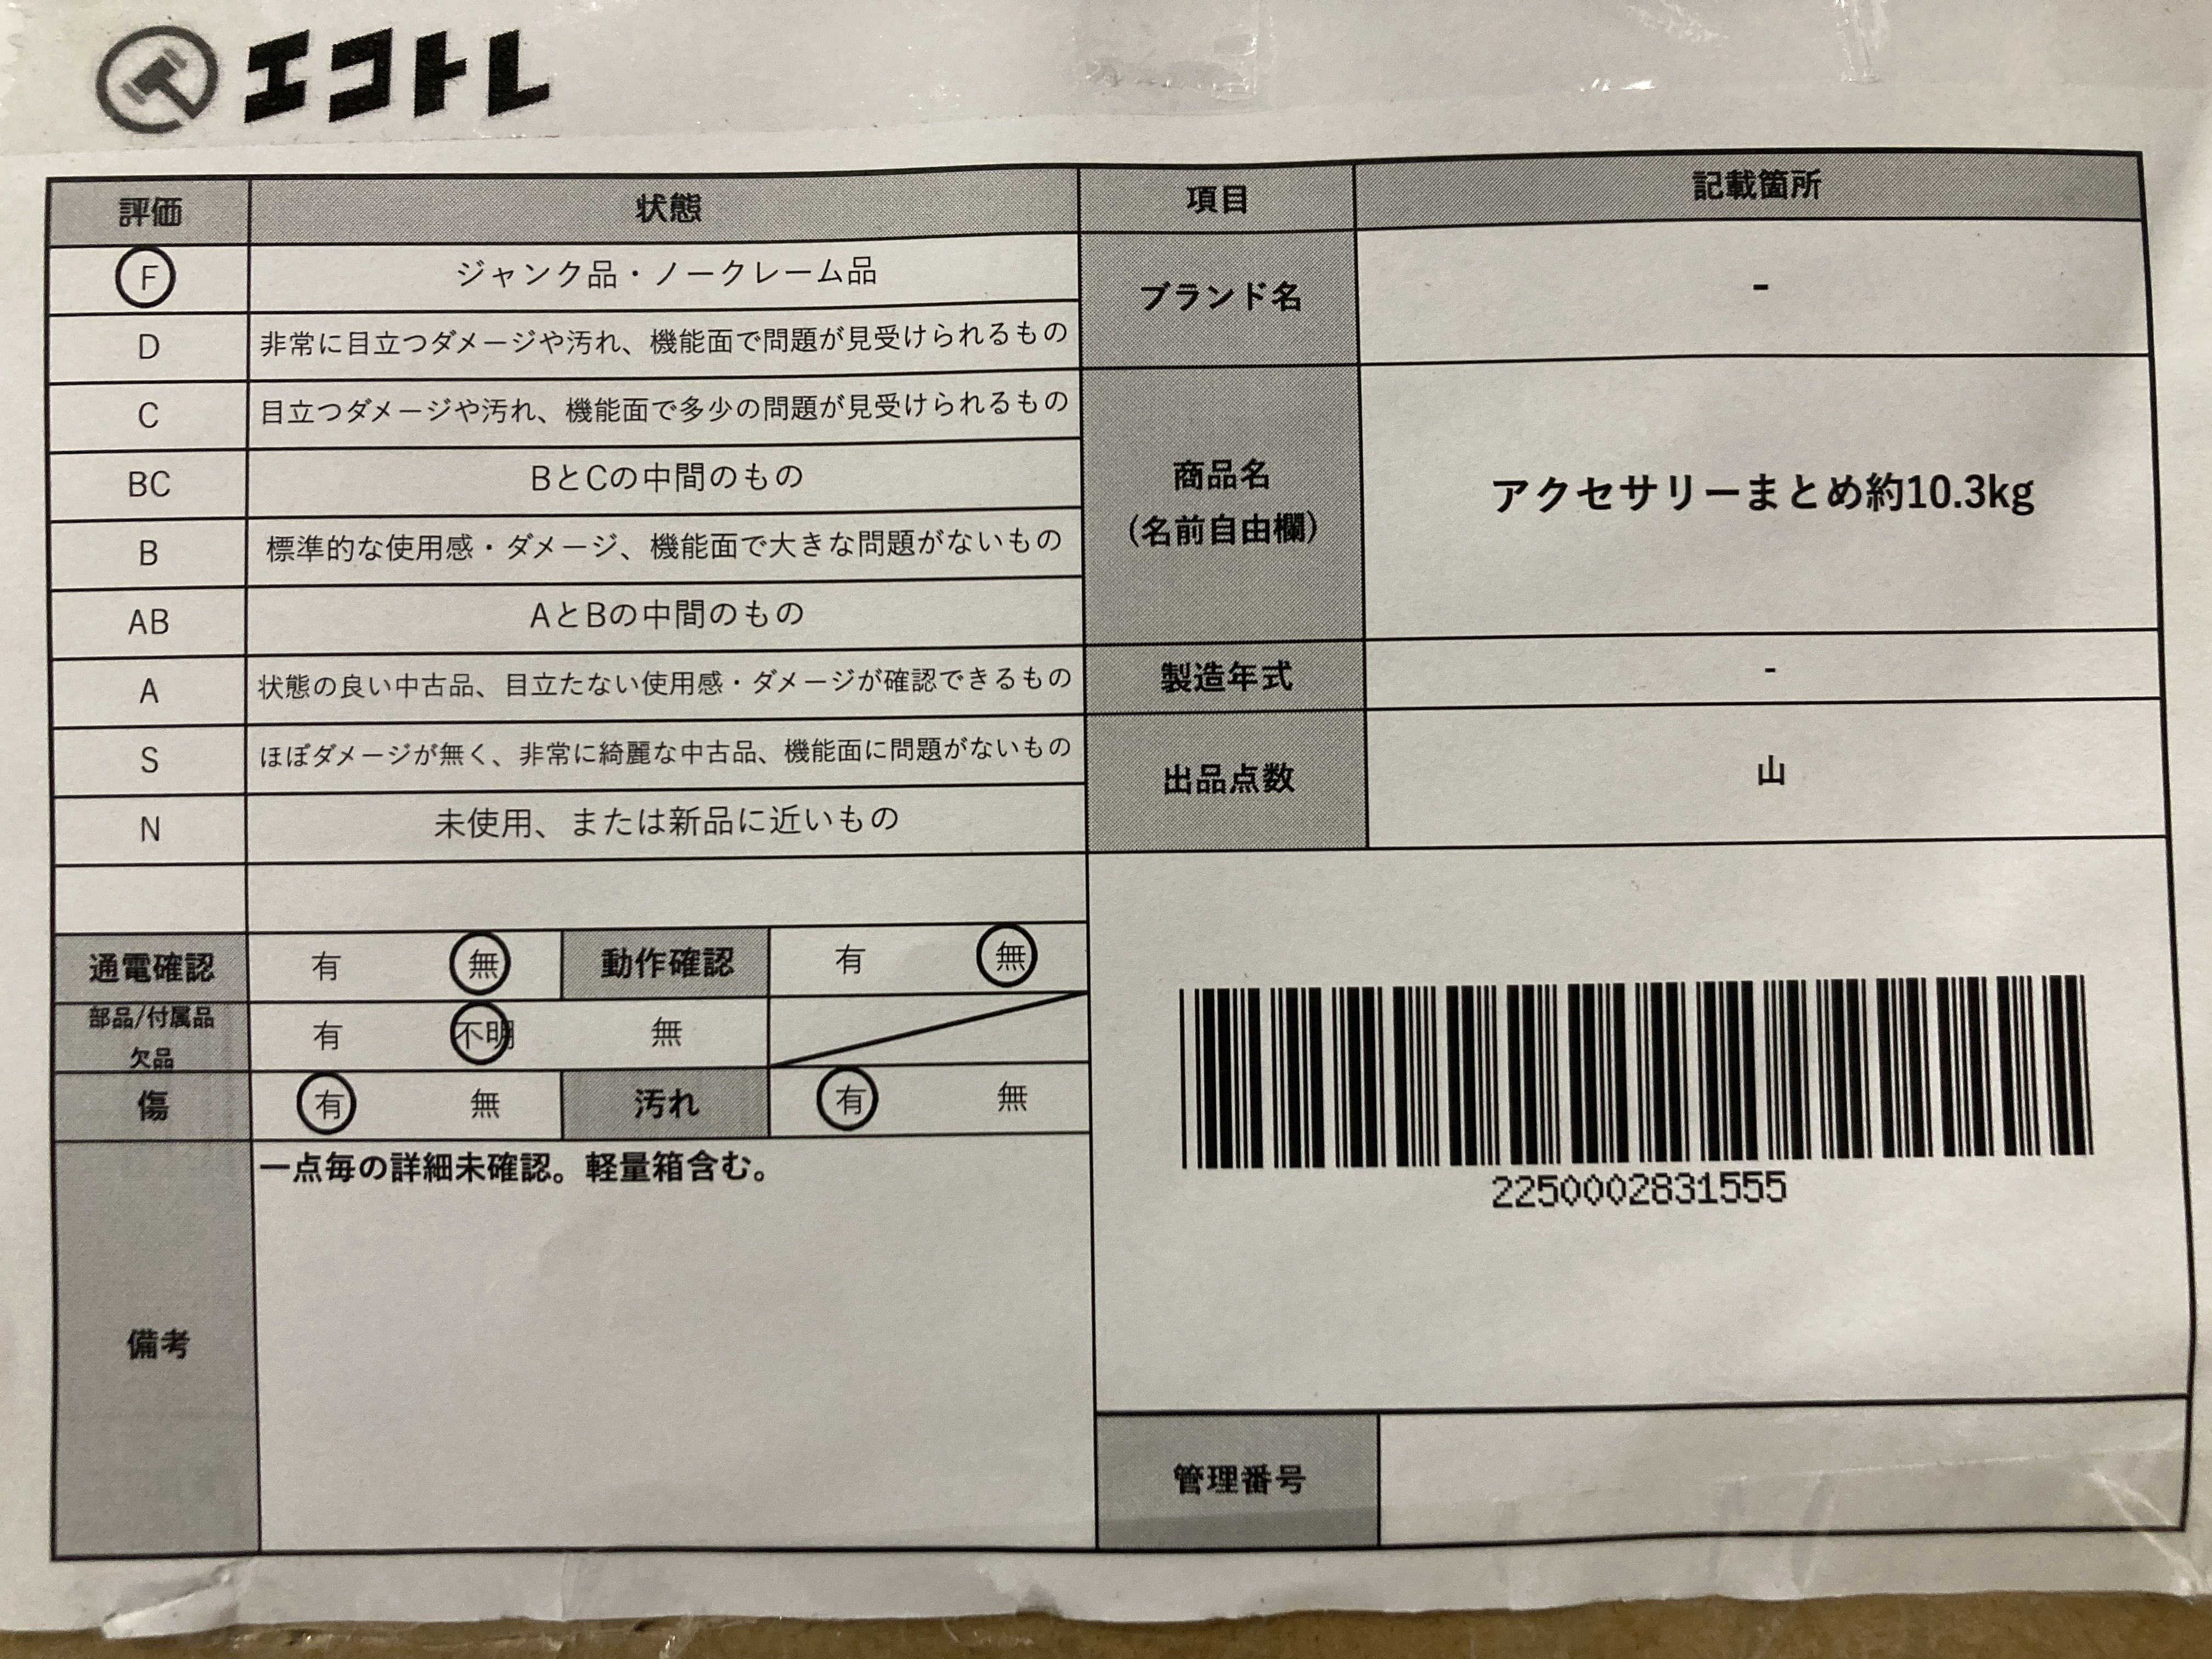 エコトレ
評価 状態 項目 記載箇所
F ジャンク品・ノークレーム品
D 非常に目立つダメージや汚れ、機能面で問題が見受けられるもの
C 目立つダメージや汚れ、機能面で多少の問題が見受けられるもの
BC BとCの中間のもの
B 標準的な使用感・ダメージ、機能面で大きな問題がないもの
AB AとBの中間のもの
A 状態の良い中古品、目立たない使用感・ダメージが確認できるもの
S ほぼダメージが無く、非常に綺麗な中古品、機能面に問題がないもの
N 未使用、または新品に近いもの
ブランド名 -
商品名
(名前自由欄)
アクセサリーまとめ約10.3kg
製造年式 -
出品点数 山
通電確認 有 無 動作確認 有 無
部品/付属品
欠品
有 不明 無
傷 有 無 汚れ 有 無
備考
一点毎の詳細未確認。軽量箱含む。
2250002831555
管理番号